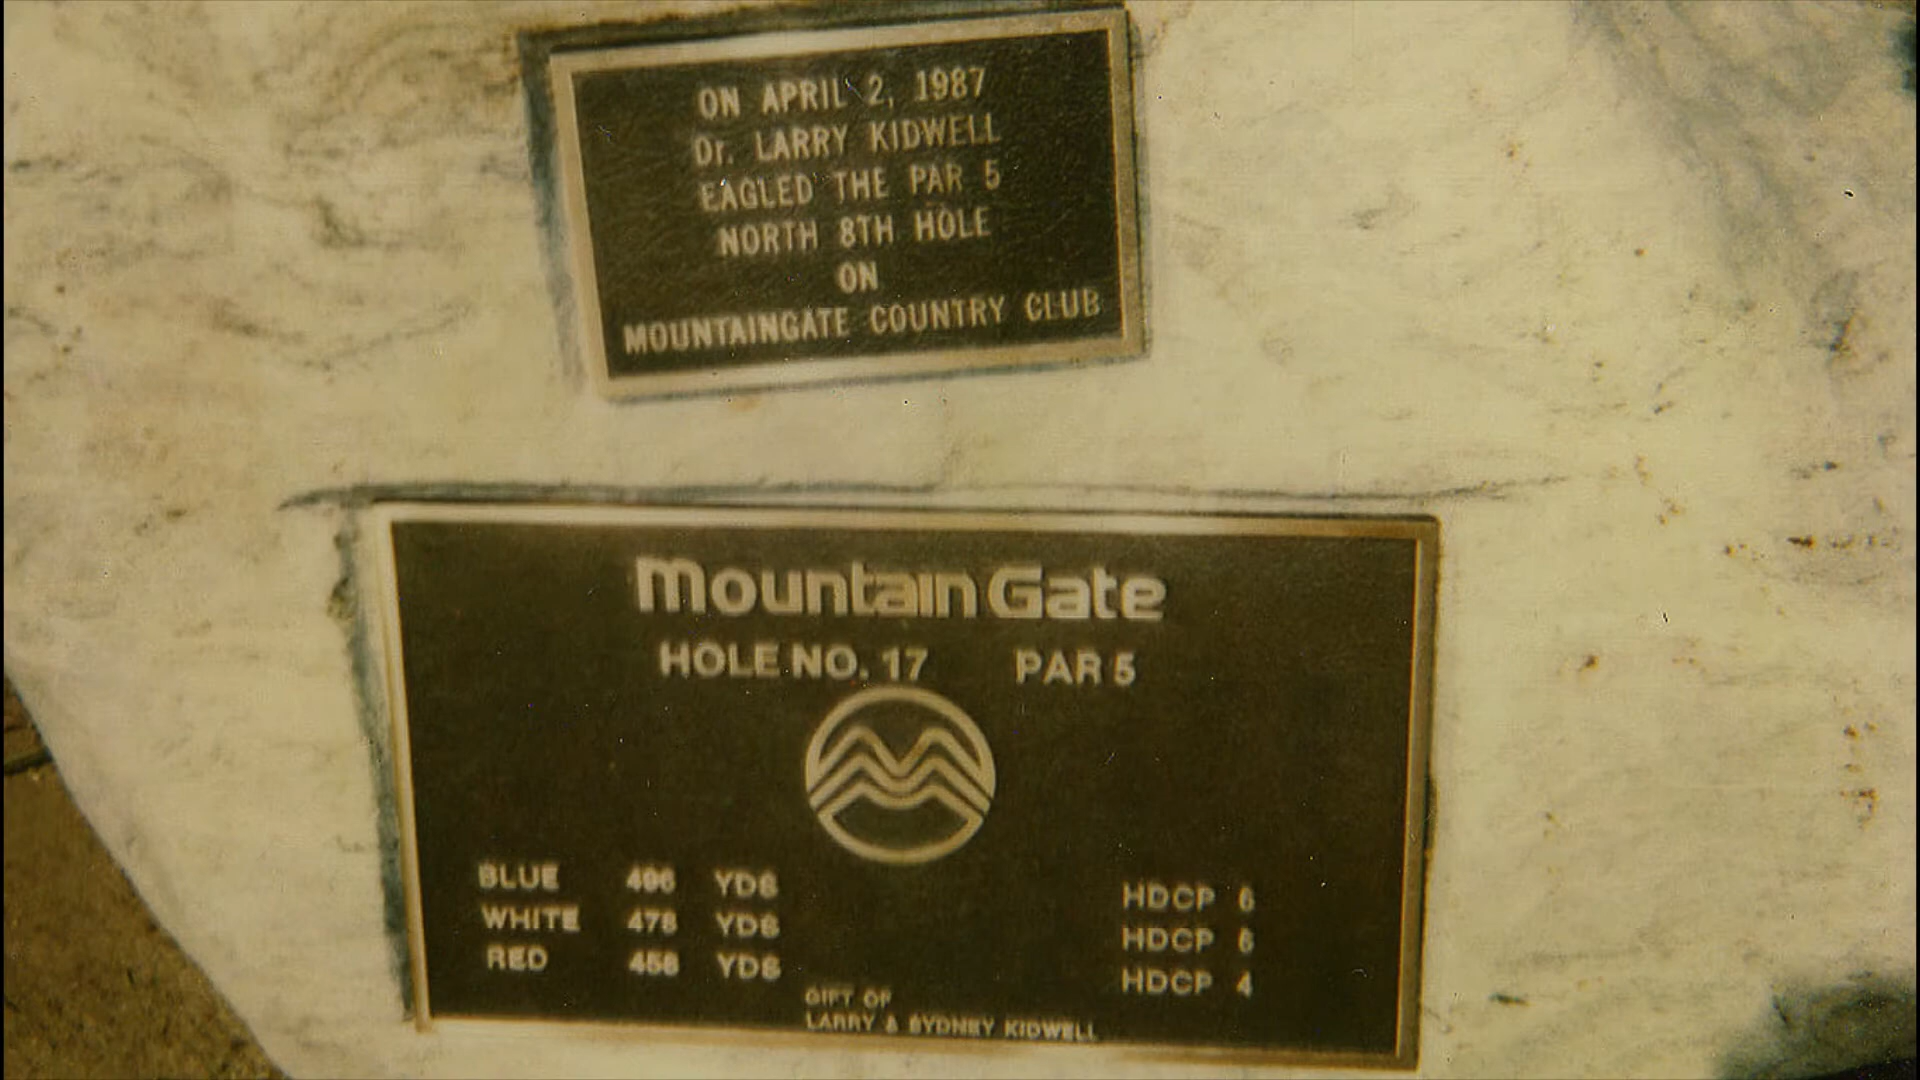 ON APRIL 2, 1987
Dr. LARRY KIDWELL
EAGLED THE PAR 5
NORTH 8TH HOLE
ON
MOUNTAINGATE COUNTRY CLUB
MountainGate
HOLE NO. 17 PAR 5
BLUE 496 YDS HDCP 6
WHITE 478 YDS HDCP 6
RED 458 YDS HDCP 4
GIFT OF
LARRY & SYDNEY KIDWELL